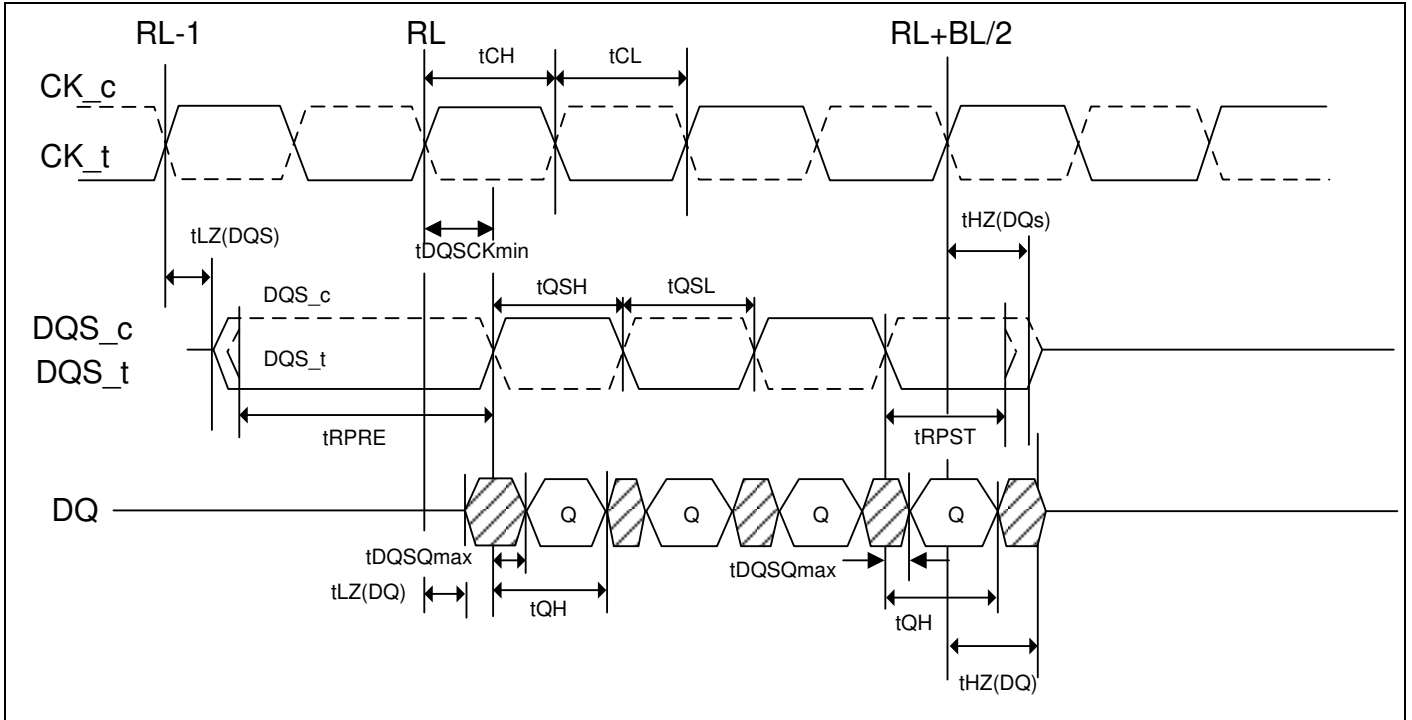 RL-1
RL
RL+BL/2
tCH
tCL
CK_c
CK_t
tLZ(DQS)
tDQSCKmin
tHZ(DQs)
DQS_c
tQSH
tQSL
DQS_c
DQS_t
DQS_t
tRPRE
tRPST
DQ
Q
Q
Q
Q
tDQSQmax
tDQSQmax
tLZ(DQ)
tQH
tQH
tHZ(DQ)